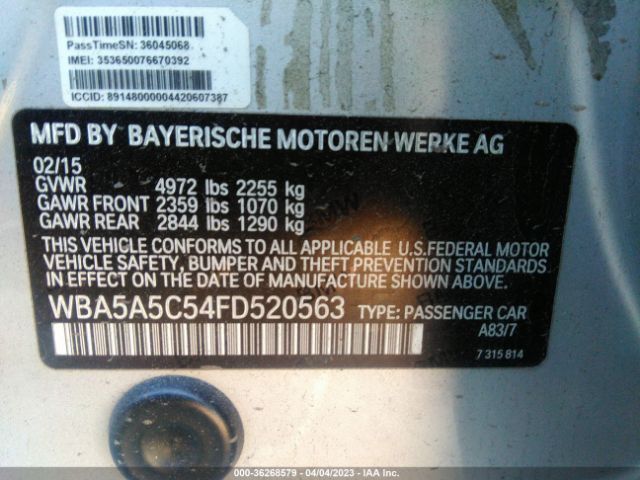 PassTimeSN: 36045068
IMEI: 353650076670392
ICCID: 89148000004420607387
MFD BY BAYERISCHE MOTOREN WERKE AG
02/15
GVWR 4972 lbs 2255 kg
GAWR FRONT 2359 lbs 1070 kg
GAWR REAR 2844 lbs 1290 kg
THIS VEHICLE CONFORMS TO ALL APPLICABLE U.S. FEDERAL MOTOR
VEHICLE SAFETY, BUMPER AND THEFT PREVENTION STANDARDS
IN EFFECT ON THE DATE OF MANUFACTURE SHOWN ABOVE.
WBA5A5C54FD520563 TYPE: PASSENGER CAR
A83/7
7 315 814
000-36268579 - 04/04/2023 - IAA Inc.